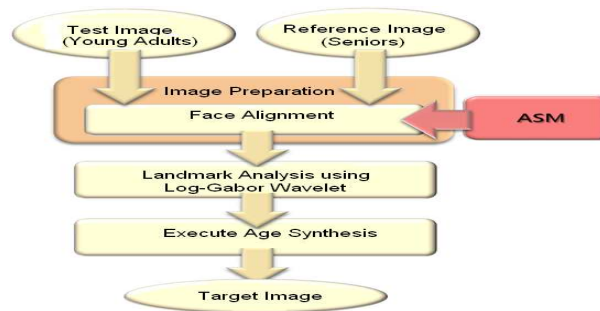 Test Image
(Young Adults)
Reference Image
(Seniors)
Image Preparation
Face Alignment
ASM
Landmark Analysis using
Log-Gabor Wavelet
Execute Age Synthesis
Target Image